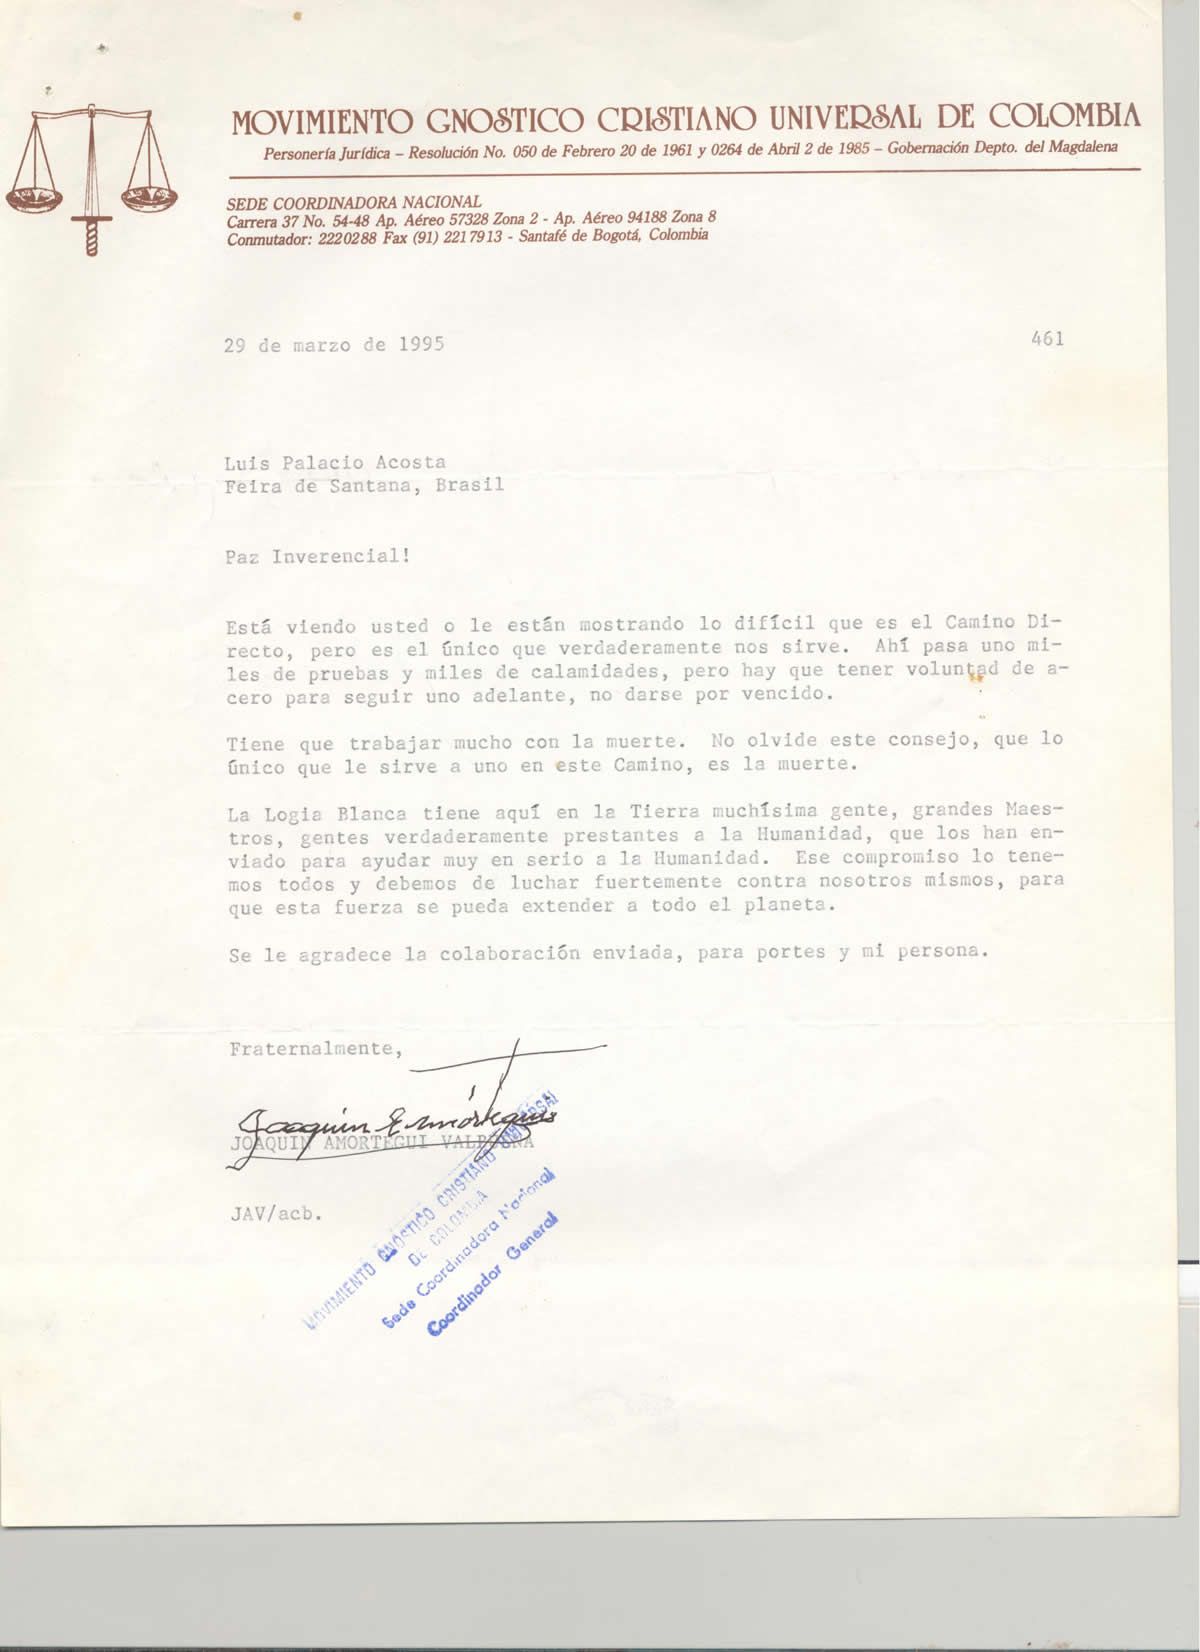 MOVIMIENTO GNOSTICO CRISTIANO UNIVERSAL DE COLOMBIA
Personería Jurídica – Resolución No. 050 de Febrero 20 de 1961 y 0264 de Abril 2 de 1985 – Gobernación Depto. del Magdalena
SEDE COORDINADORA NACIONAL
Carrera 37 No. 54-48 Ap. Aéreo 57328 Zona 2 - Ap. Aéreo 94188 Zona 8
Conmutador: 2220288 Fax (91) 2217913 - Santafé de Bogotá, Colombia
29 de marzo de 1995 461
Luis Palacio Acosta
Feira de Santana, Brasil
Paz Inverencial!
Está viendo usted o le están mostrando lo difícil que es el Camino Di-
recto, pero es el único que verdaderamente nos sirve. Ahí pasa uno mi-
les de pruebas y miles de calamidades, pero hay que tener voluntad de a-
cero para seguir uno adelante, no darse por vencido.
Tiene que trabajar mucho con la muerte. No olvide este consejo, que lo
único que le sirve a uno en este Camino, es la muerte.
La Logia Blanca tiene aquí en la Tierra muchísima gente, grandes Maes-
tros, gentes verdaderamente prestantes a la Humanidad, que los han en-
viado para ayudar muy en serio a la Humanidad. Ese compromiso lo tene-
mos todos y debemos de luchar fuertemente contra nosotros mismos, para
que esta fuerza se pueda extender a todo el planeta.
Se le agradece la colaboración enviada, para portes y mi persona.
Fraternalmente,
Joaquin E Amórtegui
JOAQUIN AMORTEGUI VALBUENA
JAV/acb.
MOVIMIENTO GNOSTICO CRISTIANO UNIVERSAL
DE COLOMBIA
Sede Coordinadora Nacional
Coordinador General